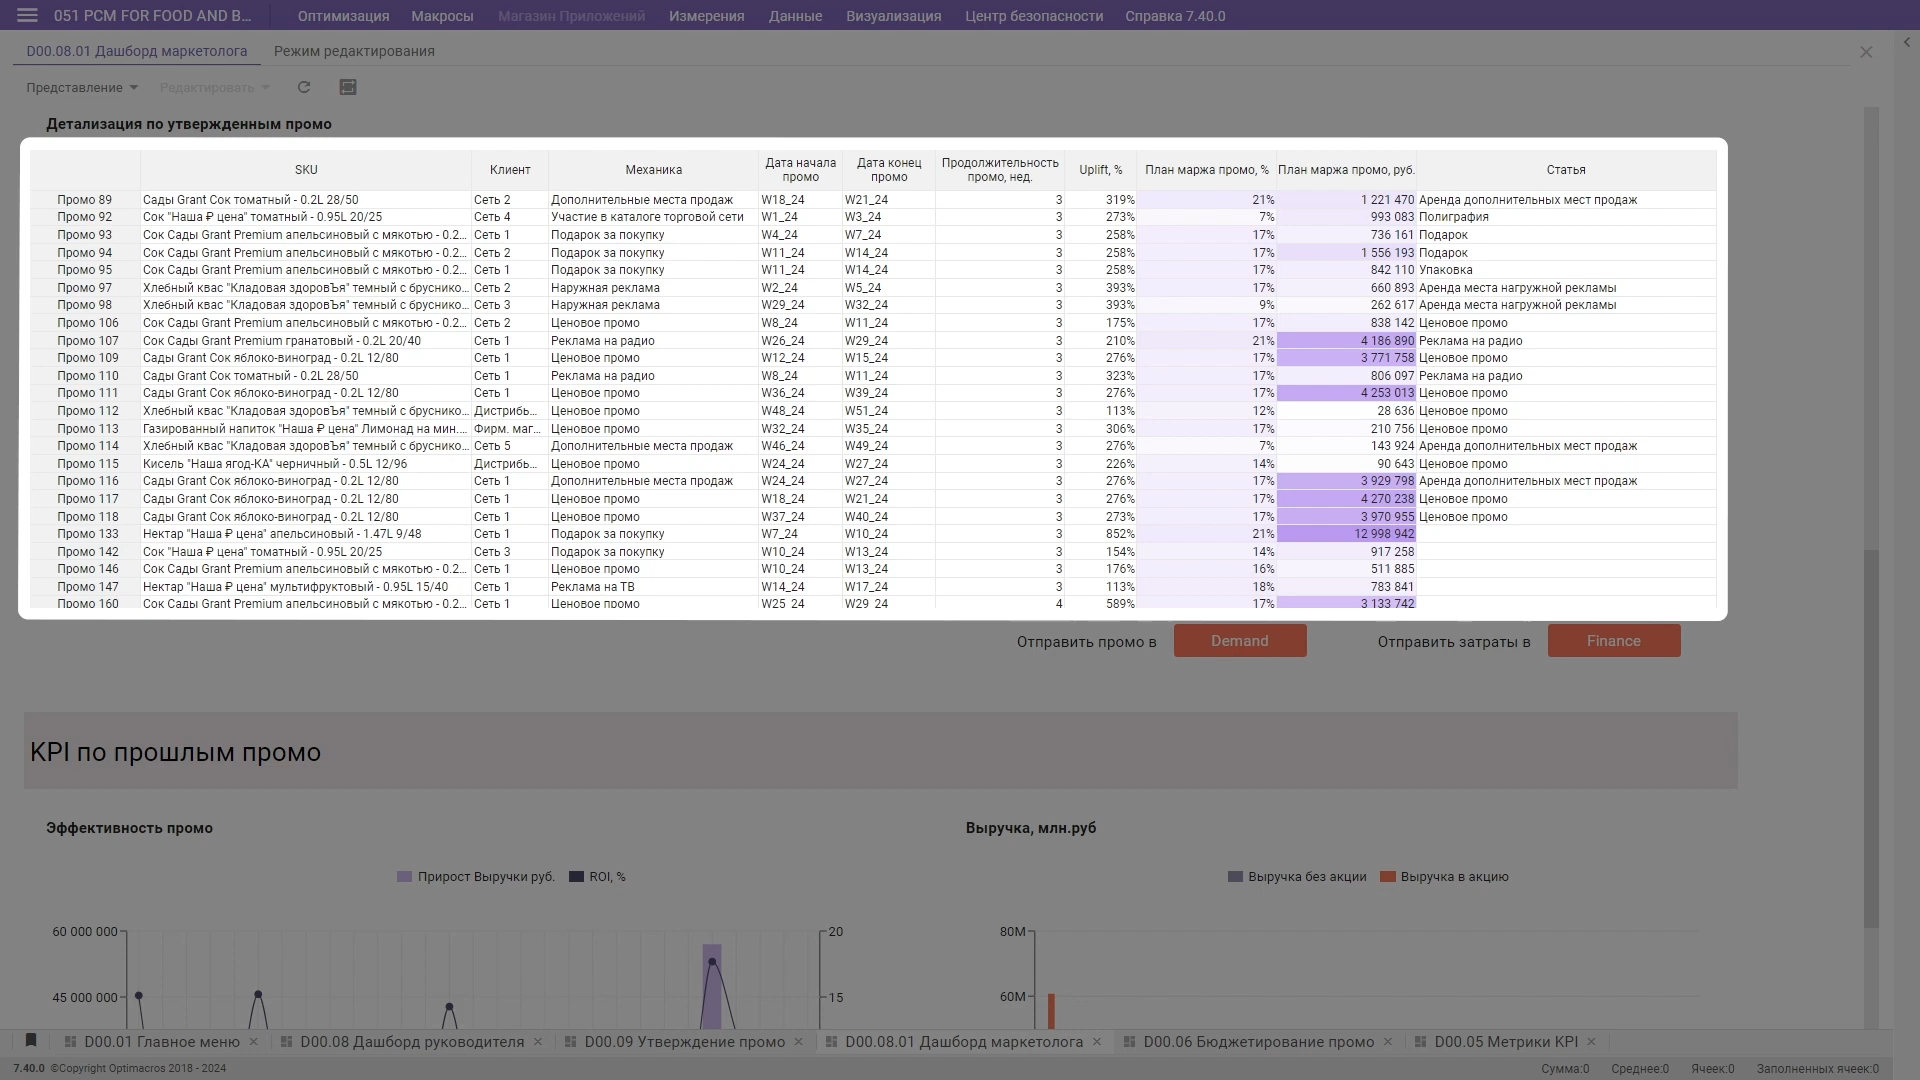 051 PCM FOR FOOD AND B... Оптимизация Макросы Магазин Приложений Измерения Данные Визуализация Центр безопасности Справка 7.40.0
D00.08.01 Дашборд маркетолога Режим редактирования
Представление Редактировать
Детализация по утвержденным промо
SKU Клиент Механика Дата начала промо Дата конец промо Продолжительность промо, нед. Uplift, % План маржа промо, % План маржа промо, руб. Статья
Промо 89 Сады Grant Сок томатный - 0.2L 28/50 Сеть 2 Дополнительные места продаж W18_24 W21_24 3 319% 21% 1 221 470 Аренда дополнительных мест продаж
Промо 92 Сок "Наша ₽ цена" томатный - 0.95L 20/25 Сеть 4 Участие в каталоге торговой сети W1_24 W3_24 3 273% 7% 993 083 Полиграфия
Промо 93 Сок Сады Grant Premium апельсиновый с мякотью - 0.2... Сеть 1 Подарок за покупку W4_24 W7_24 3 258% 17% 736 161 Подарок
Промо 94 Сок Сады Grant Premium апельсиновый с мякотью - 0.2... Сеть 2 Подарок за покупку W11_24 W14_24 3 258% 17% 1 556 193 Подарок
Промо 95 Сок Сады Grant Premium апельсиновый с мякотью - 0.2... Сеть 1 Подарок за покупку W11_24 W14_24 3 258% 17% 842 110 Упаковка
Промо 97 Хлебный квас "Кладовая здоровЪя" темный с бруснико... Сеть 2 Наружная реклама W2_24 W5_24 3 393% 17% 660 893 Аренда места нагружной рекламы
Промо 98 Хлебный квас "Кладовая здоровЪя" темный с бруснико... Сеть 3 Наружная реклама W29_24 W32_24 3 393% 9% 262 617 Аренда места нагружной рекламы
Промо 106 Сок Сады Grant Premium апельсиновый с мякотью - 0.2... Сеть 2 Ценовое промо W8_24 W11_24 3 175% 17% 838 142 Ценовое промо
Промо 107 Сок Сады Grant Premium гранатовый - 0.2L 20/40 Сеть 1 Реклама на радио W26_24 W29_24 3 210% 21% 4 186 890 Реклама на радио
Промо 109 Сады Grant Сок яблоко-виноград - 0.2L 12/80 Сеть 1 Ценовое промо W12_24 W15_24 3 276% 17% 3 771 758 Ценовое промо
Промо 110 Сады Grant Сок томатный - 0.2L 28/50 Сеть 1 Реклама на радио W8_24 W11_24 3 323% 17% 806 097 Реклама на радио
Промо 111 Сады Grant Сок яблоко-виноград - 0.2L 12/80 Сеть 1 Ценовое промо W36_24 W39_24 3 276% 17% 4 253 013 Ценовое промо
Промо 112 Хлебный квас "Кладовая здоровЪя" темный с бруснико... Дистрибь... Ценовое промо W48_24 W51_24 3 113% 12% 28 636 Ценовое промо
Промо 113 Газированный напиток "Наша ₽ цена" Лимонад на мин.... Фирм. маг... Ценовое промо W32_24 W35_24 3 306% 17% 210 756 Ценовое промо
Промо 114 Хлебный квас "Кладовая здоровЪя" темный с бруснико... Сеть 5 Дополнительные места продаж W46_24 W49_24 3 276% 7% 143 924 Аренда дополнительных мест продаж
Промо 115 Кисель "Наша ягод-КА" черничный - 0.5L 12/96 Дистрибь... Ценовое промо W24_24 W27_24 3 226% 14% 90 643 Ценовое промо
Промо 116 Сады Grant Сок яблоко-виноград - 0.2L 12/80 Сеть 1 Дополнительные места продаж W24_24 W27_24 3 276% 17% 3 929 798 Аренда дополнительных мест продаж
Промо 117 Сады Grant Сок яблоко-виноград - 0.2L 12/80 Сеть 1 Ценовое промо W18_24 W21_24 3 276% 17% 4 270 238 Ценовое промо
Промо 118 Сады Grant Сок яблоко-виноград - 0.2L 12/80 Сеть 1 Ценовое промо W37_24 W40_24 3 273% 17% 3 970 955 Ценовое промо
Промо 133 Нектар "Наша ₽ цена" апельсиновый - 1.47L 9/48 Сеть 1 Подарок за покупку W7_24 W10_24 3 852% 21% 12 998 942
Промо 142 Сок "Наша ₽ цена" томатный - 0.95L 20/25 Сеть 3 Подарок за покупку W10_24 W13_24 3 154% 14% 917 258
Промо 146 Сок Сады Grant Premium апельсиновый с мякотью - 0.2... Сеть 1 Ценовое промо W10_24 W13_24 3 176% 16% 511 885
Промо 147 Нектар "Наша ₽ цена" мультифруктовый - 0.95L 15/40 Сеть 1 Реклама на ТВ W14_24 W17_24 3 113% 18% 783 841
Промо 160 Сок Сады Grant Premium апельсиновый с мякотью - 0.2... Сеть 1 Ценовое промо W25_24 W29_24 4 589% 17% 3 133 742
Отправить промо в Demand Отправить затраты в Finance
KPI по прошлым промо
Эффективность промо Выручка, млн.руб
Прирост Выручки руб. ROI, % Выручка без акции Выручка в акцию
60 000 000 20 80M
45 000 000 15 60M
D00.01 Главное меню D00.08 Дашборд руководителя D00.09 Утверждение промо D00.08.01 Дашборд маркетолога D00.06 Бюджетирование промо D00.05 Метрики KPI
7.40.0 ©Copyright Optimacros 2018 - 2024 Сумма:0 Среднее:0 Ячеек:0 Заполненных ячеек:0